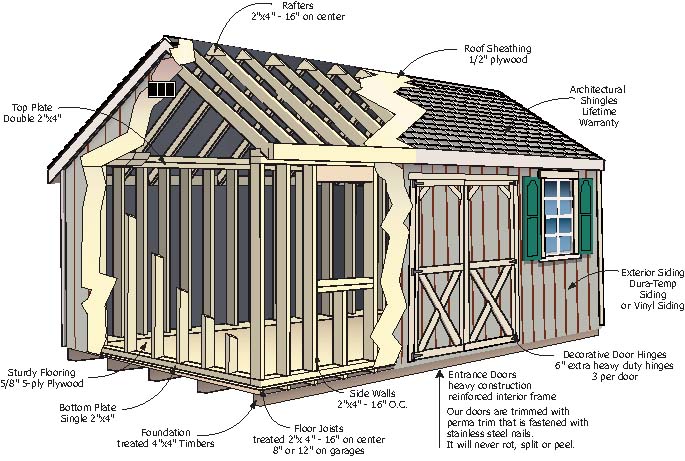 Rafters
2"x4" - 16" on center
Roof Sheathing
1/2" plywood
Architectural
Shingles
Lifetime
Warranty
Top Plate
Double 2"x4"
Exterior Siding
Dura-Temp
Siding
or Vinyl Siding
Decorative Door Hinges
6" extra heavy duty hinges
3 per door
Sturdy Flooring
5/8" 5-ply Plywood
Entrance Doors
heavy construction
reinforced interior frame
Side Walls
2"x4" - 16" O.C.
Bottom Plate
Single 2"x4"
Our doors are trimmed with
perma trim that is fastened with
stainless steel nails.
It will never rot, split or peel.
Foundation
treated 4"x4" Timbers
Floor Joists
treated 2"x 4" - 16" on center
8" or 12" on garages